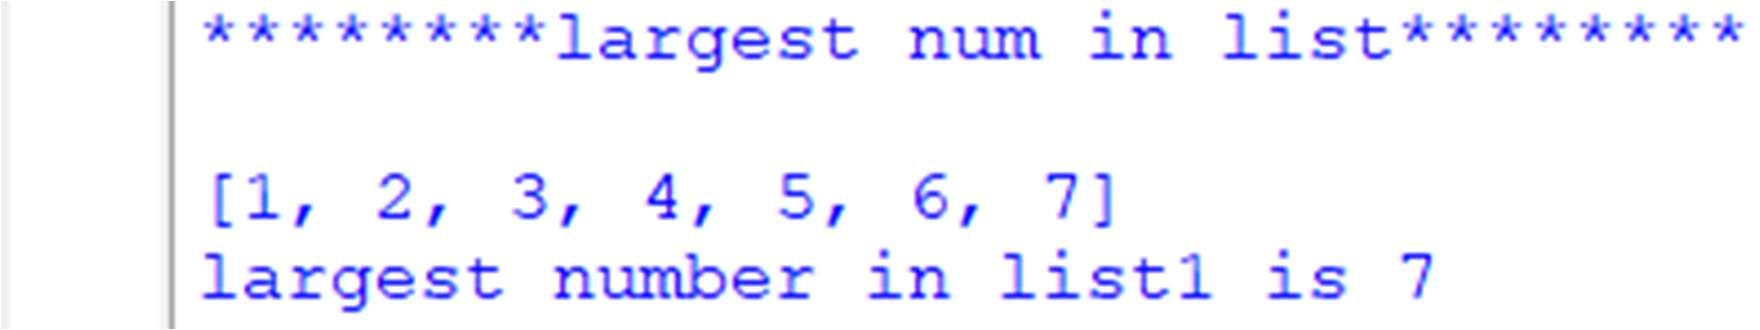 ********largest num in list********
[1, 2, 3, 4, 5, 6, 7]
largest number in list1 is 7